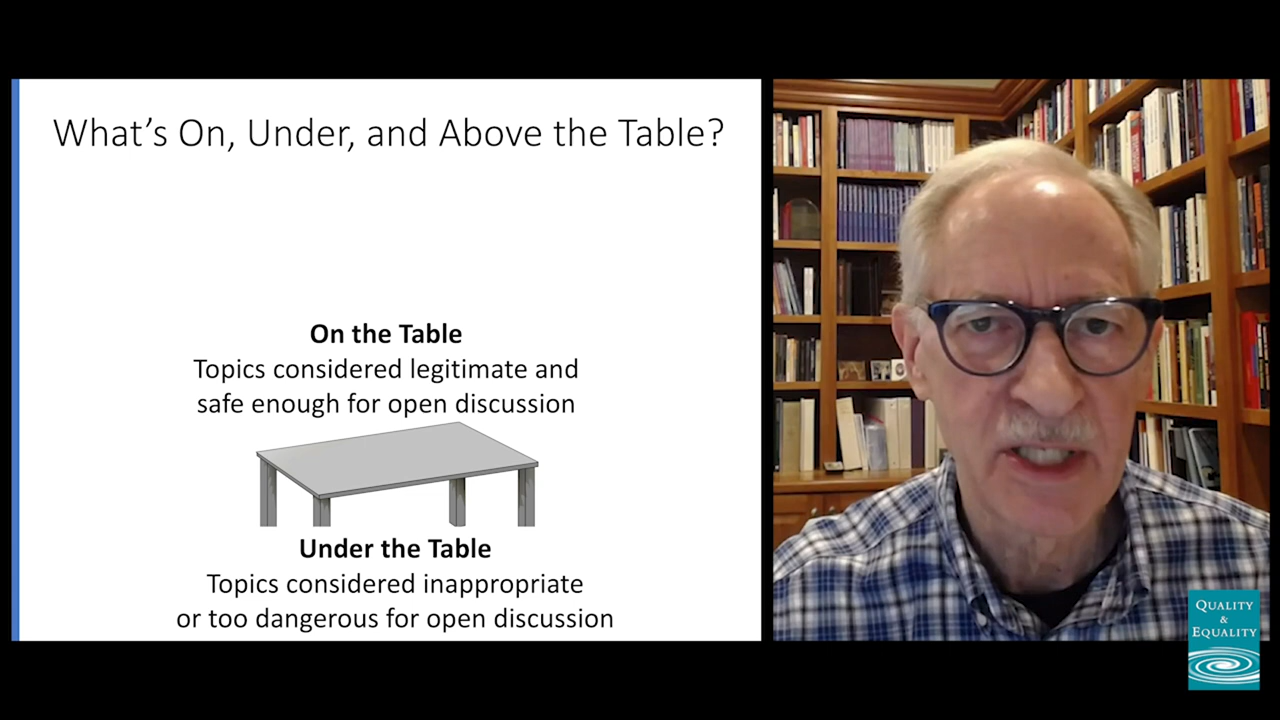 What's On, Under, and Above the Table?
On the Table
Topics considered legitimate and
safe enough for open discussion
Under the Table
Topics considered inappropriate
or too dangerous for open discussion
QUALITY
&
EQUALITY